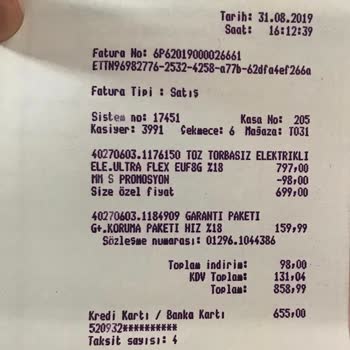 Tarih: 31.08.2019
Saat: 16:12:39
Fatura No: 6P62019000026661
ETTN96982776-2532-4258-a77b-62dfa4ef266a
Fatura Tipi : Satış
Sistem no: 17451 Kasa No: 205
Kasiyer: 3991 Çekmece: 6 Mağaza: T031
40270603.1176150 TOZ TORBASIZ ELEKTRIKLI
ELE.ULTRA FLEX EUF8G %18 797,00
MM S PROMOSYON -98,00
Size özel fiyat 699,00
40270603.1184909 GARANTI PAKETI
G+.KORUMA PAKETI HIZ %18 159,99
Sözleşme numarası: 01296.1044386
Toplam indirim: 98,00
KDV Toplam: 131,04
Toplam: 858,99
Kredi Kartı / Banka Kartı 655,00
520932**********
Taksit sayısı: 4